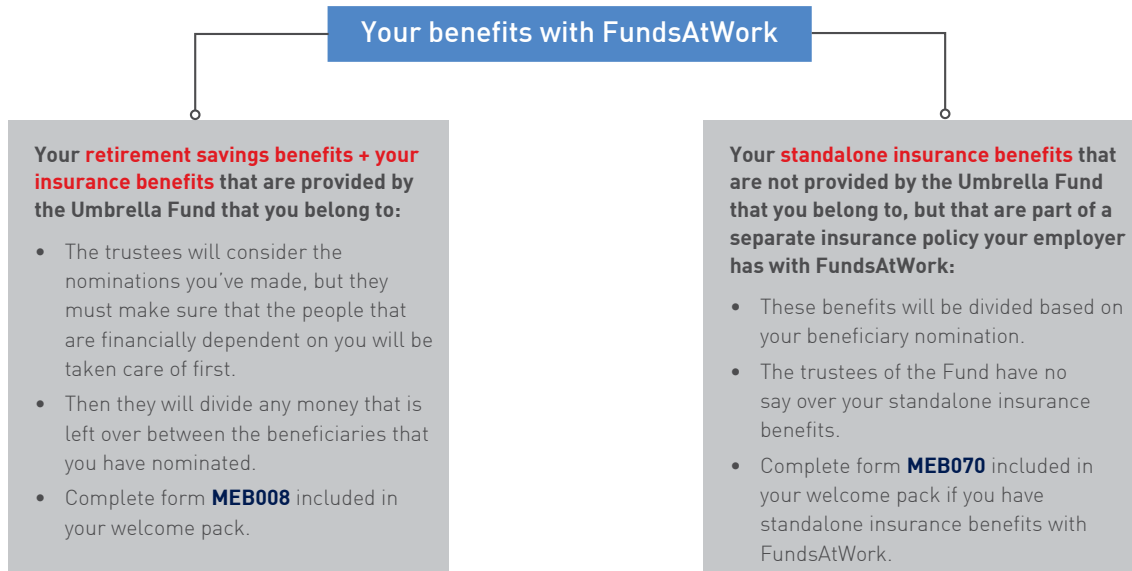 Your benefits with FundsAtWork
Your retirement savings benefits + your
insurance benefits that are provided by
the Umbrella Fund that you belong to:
• The trustees will consider the
nominations you've made, but they
must make sure that the people that
are financially dependent on you will be
taken care of first.
• Then they will divide any money that is
left over between the beneficiaries that
you have nominated.
• Complete form MEB008 included in
your welcome pack.
Your standalone insurance benefits that
are not provided by the Umbrella Fund
that you belong to, but that are part of a
separate insurance policy your employer
has with FundsAtWork:
• These benefits will be divided based on
your beneficiary nomination.
• The trustees of the Fund have no
say over your standalone insurance
benefits.
• Complete form MEB070 included in
your welcome pack if you have
standalone insurance benefits with
FundsAtWork.